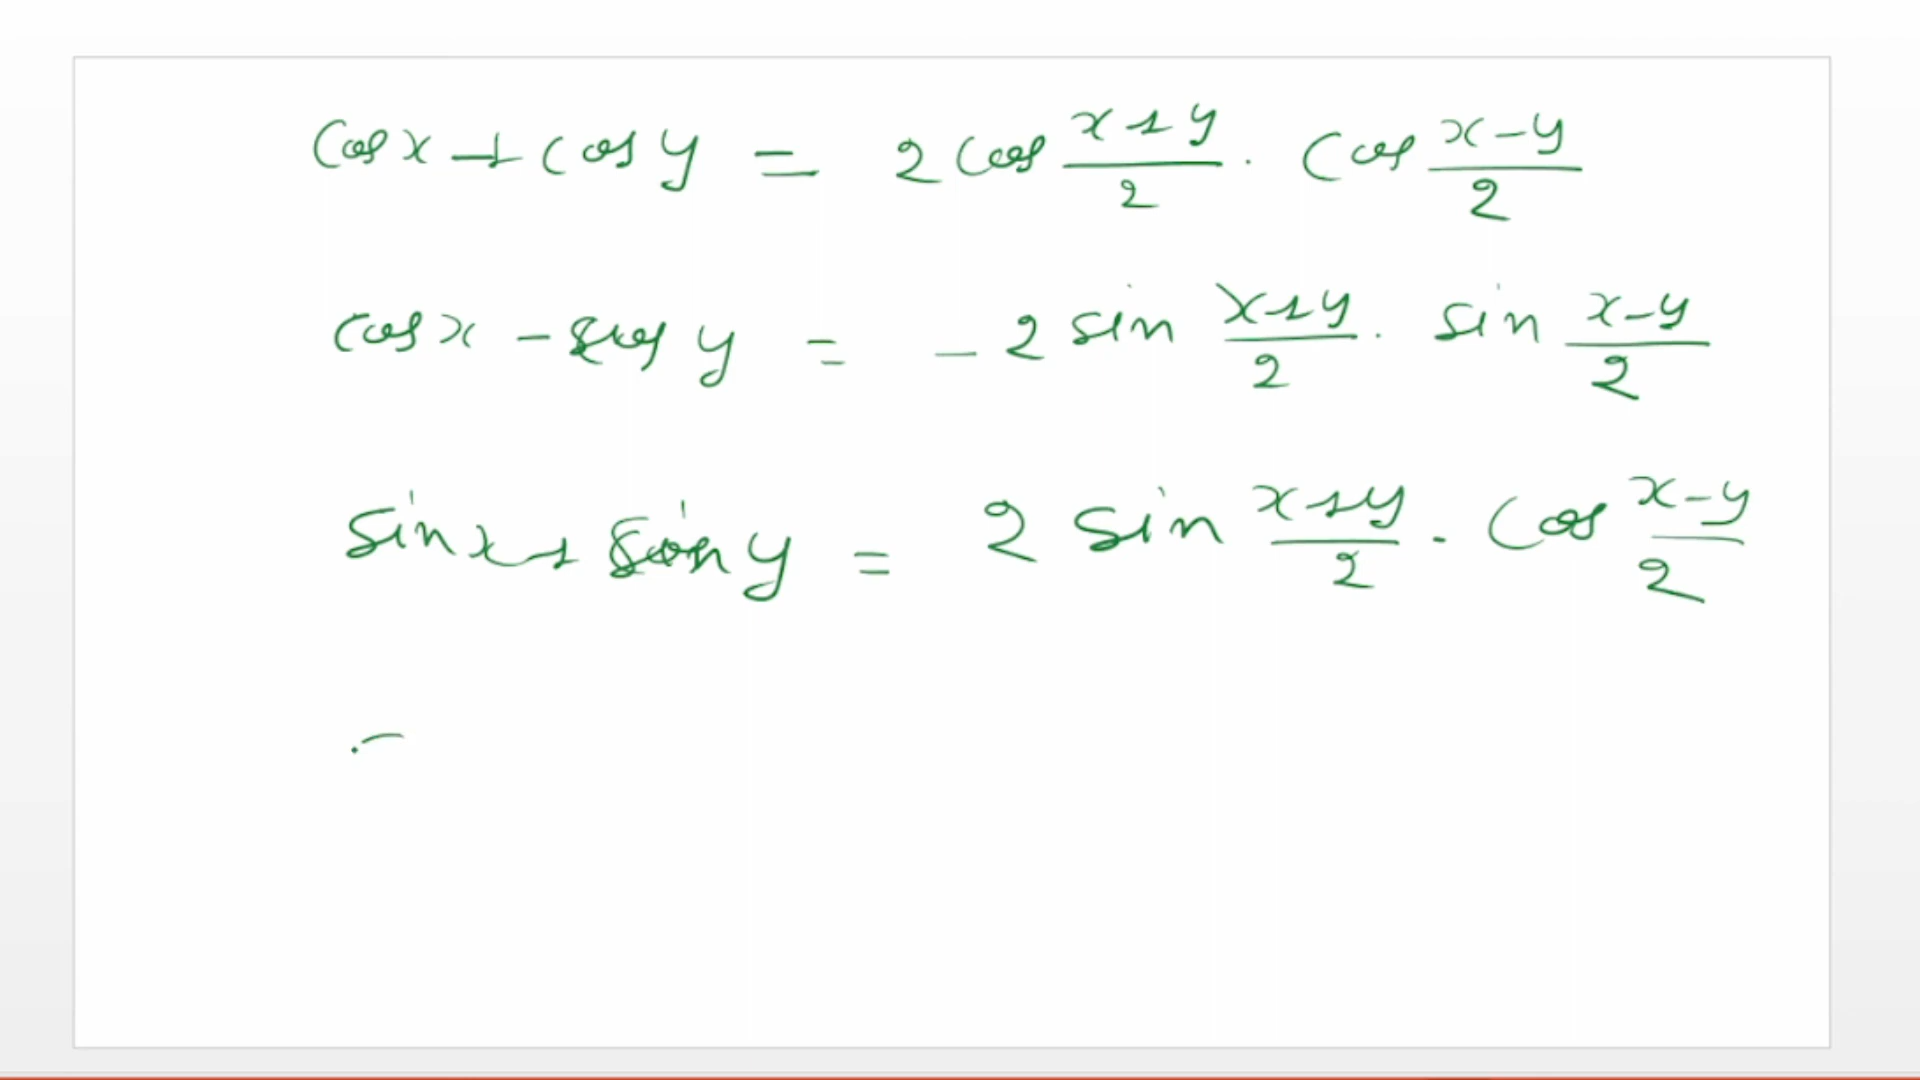 cos x + cos y = 2 cos (x+y)/2 . cos (x-y)/2
cos x - cos y = - 2 sin (x+y)/2 . sin (x-y)/2
sin x + sin y = 2 sin (x+y)/2 . cos (x-y)/2